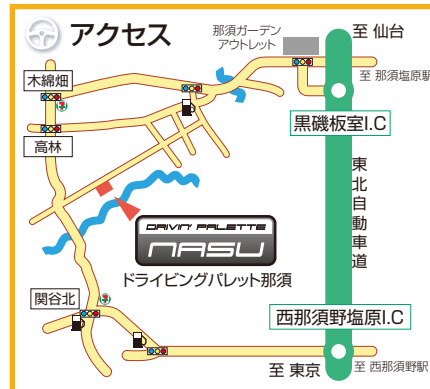 アクセス
那須ガーデン
アウトレット
至 仙台
至 那須塩原駅
木綿畑
黒磯板室I.C
高林
東北自動車道
DRIVIN' PALETTE
NASU
ドライビングパレット那須
関谷北
西那須野塩原I.C
至 東京
至 西那須野駅